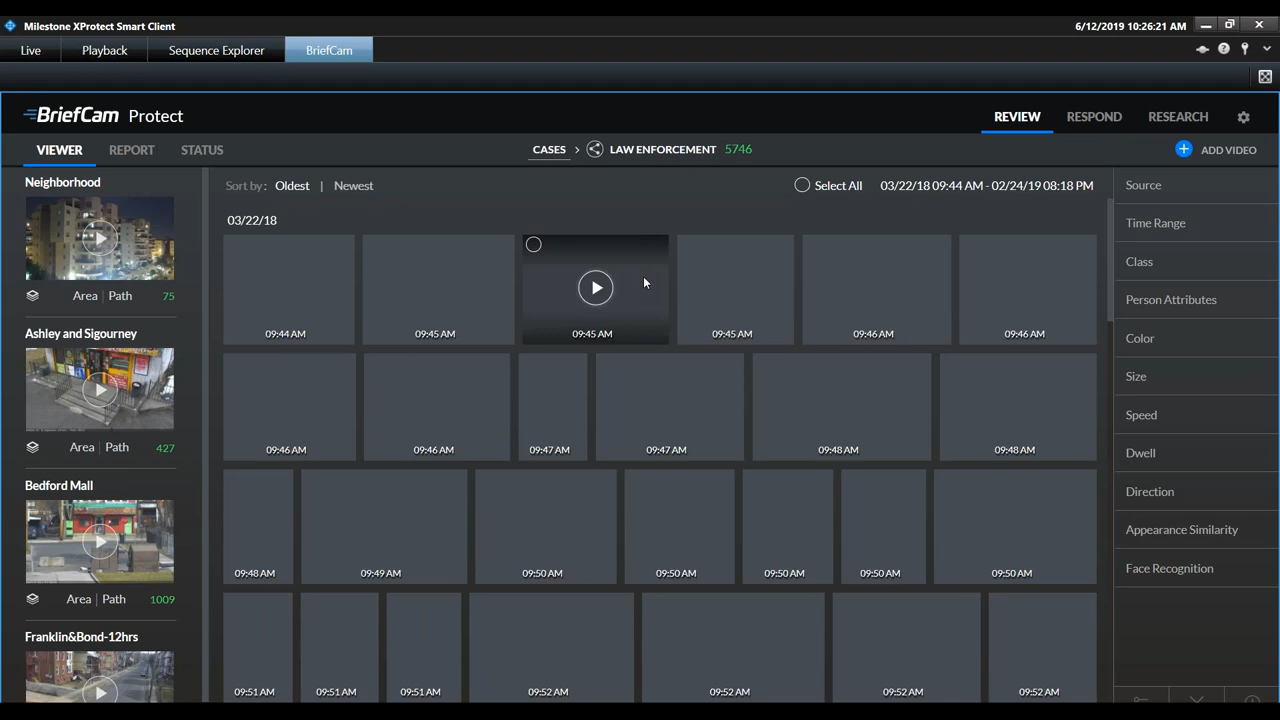 Milestone XProtect Smart Client
6/12/2019 10:26:21 AM
Live
Playback
Sequence Explorer
BriefCam
BriefCam Protect
REVIEW
RESPOND
RESEARCH
VIEWER
REPORT
STATUS
CASES > LAW ENFORCEMENT 5746
ADD VIDEO
Neighborhood
Area | Path 75
Ashley and Sigourney
Area | Path 427
Bedford Mall
Area | Path 1009
Franklin&Bond-12hrs
Sort by: Oldest | Newest
Select All
03/22/18 09:44 AM - 02/24/19 08:18 PM
03/22/18
09:44 AM 09:45 AM 09:45 AM 09:45 AM 09:46 AM 09:46 AM
09:46 AM 09:46 AM 09:47 AM 09:47 AM 09:48 AM 09:48 AM
09:48 AM 09:49 AM 09:50 AM 09:50 AM 09:50 AM 09:50 AM 09:50 AM
09:51 AM 09:51 AM 09:51 AM 09:52 AM 09:52 AM 09:52 AM 09:52 AM
Source
Time Range
Class
Person Attributes
Color
Size
Speed
Dwell
Direction
Appearance Similarity
Face Recognition